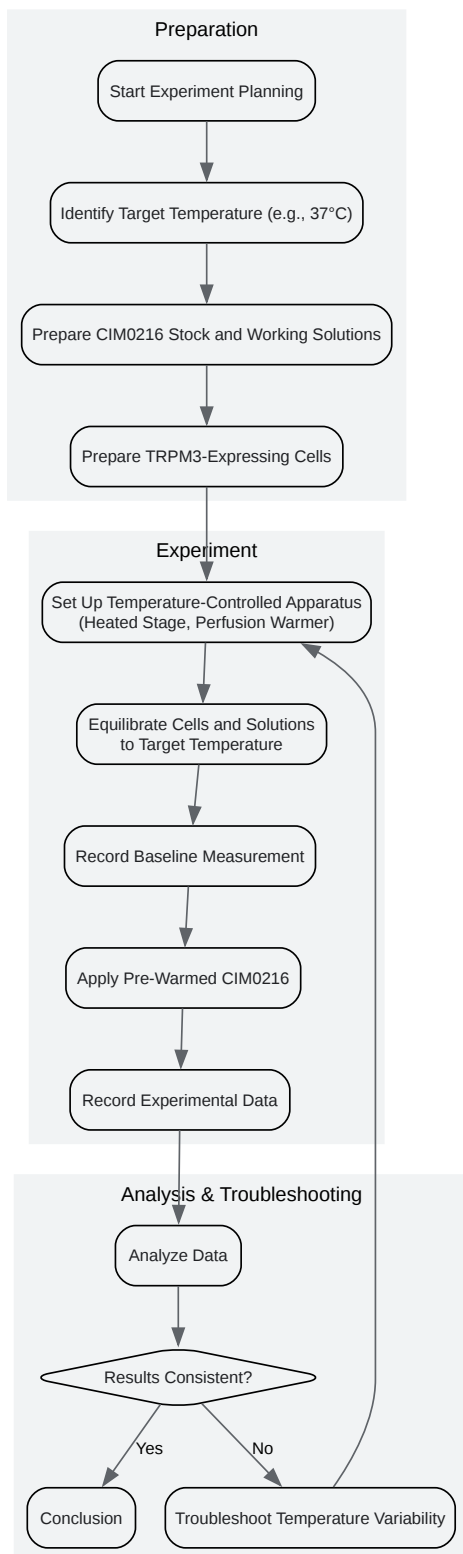 Preparation
Start Experiment Planning
Identify Target Temperature (e.g., 37°C)
Prepare CIM0216 Stock and Working Solutions
Prepare TRPM3-Expressing Cells
Experiment
Set Up Temperature-Controlled Apparatus
(Heated Stage, Perfusion Warmer)
Equilibrate Cells and Solutions
to Target Temperature
Record Baseline Measurement
Apply Pre-Warmed CIM0216
Record Experimental Data
Analysis & Troubleshooting
Analyze Data
Results Consistent?
Yes
No
Conclusion
Troubleshoot Temperature Variability